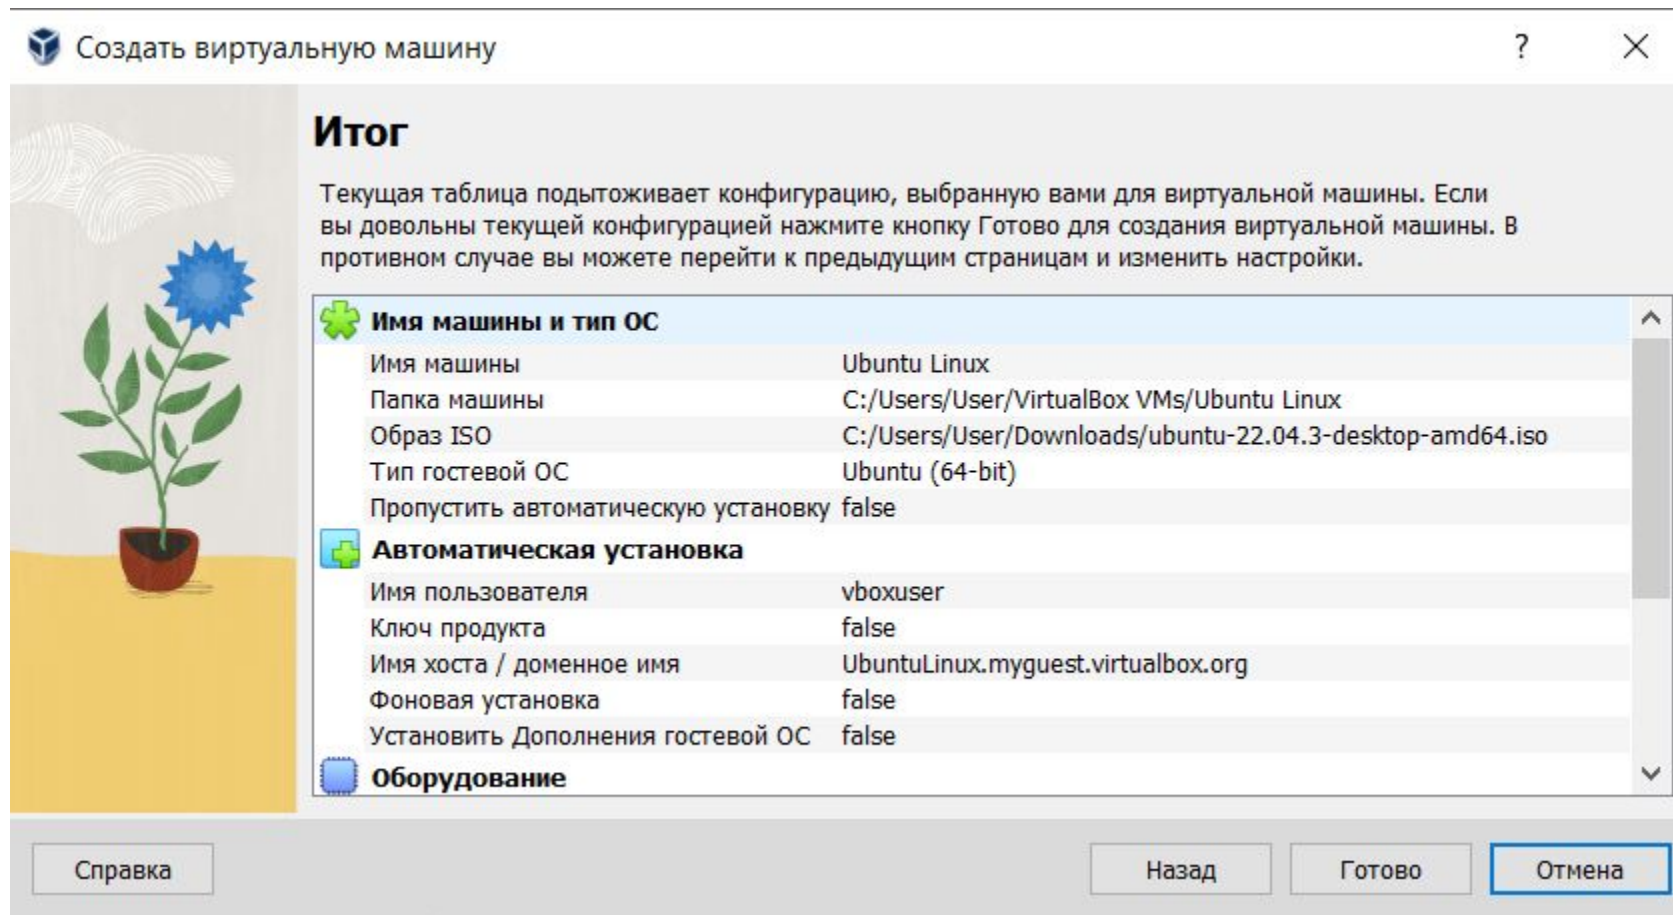 Создать виртуальную машину
?
Итог
Текущая таблица подытоживает конфигурацию, выбранную вами для виртуальной машины. Если
вы довольны текущей конфигурацией нажмите кнопку Готово для создания виртуальной машины. В
противном случае вы можете перейти к предыдущим страницам и изменить настройки.
Имя машины и тип ОС
Имя машины Ubuntu Linux
Папка машины C:/Users/User/VirtualBox VMs/Ubuntu Linux
Образ ISO C:/Users/User/Downloads/ubuntu-22.04.3-desktop-amd64.iso
Тип гостевой ОС Ubuntu (64-bit)
Пропустить автоматическую установку false
Автоматическая установка
Имя пользователя vboxuser
Ключ продукта false
Имя хоста / доменное имя UbuntuLinux.myguest.virtualbox.org
Фоновая установка false
Установить Дополнения гостевой ОС false
Оборудование
Справка Назад Готово Отмена